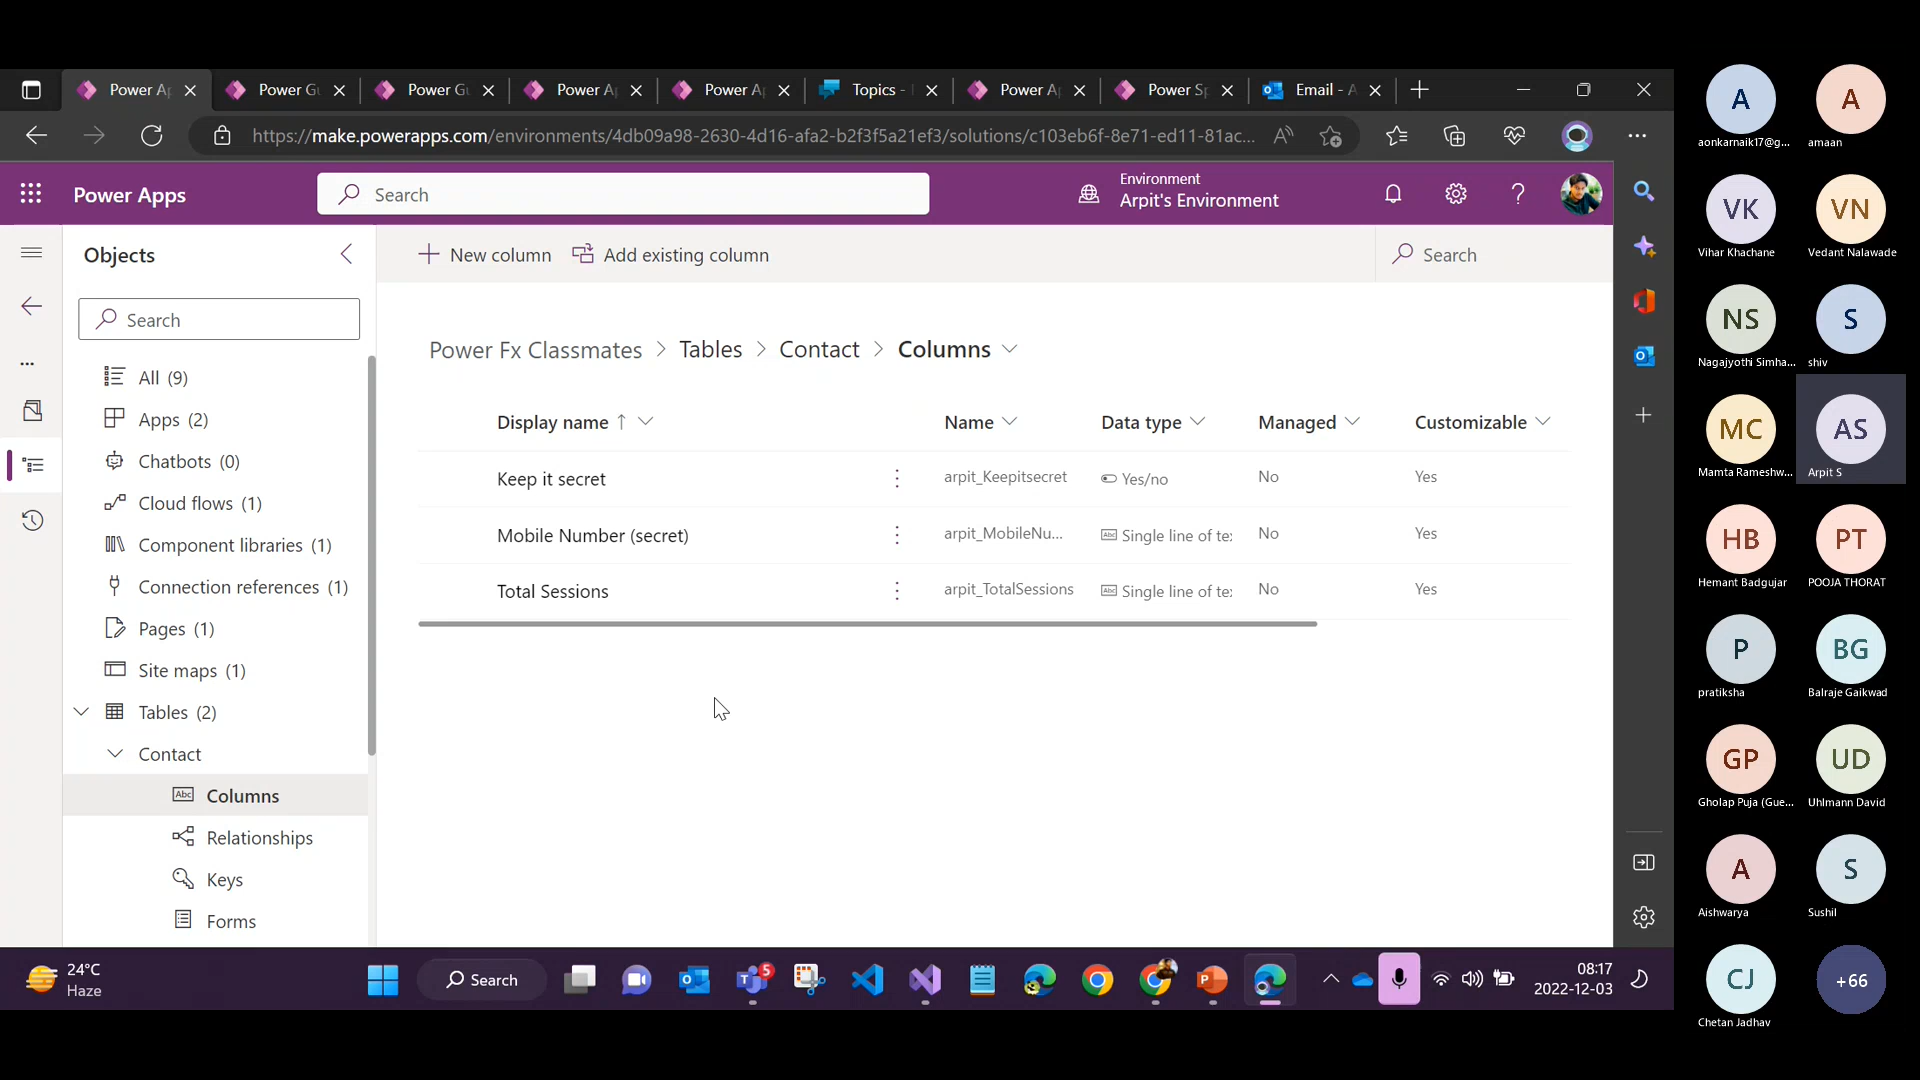 Power A
Power G
Power G
Power A
Power A
Topics -
Power A
Power S
Email - A
https://make.powerapps.com/environments/4db09a98-2630-4d16-afa2-b2f3f5a21ef3/solutions/c103eb6f-8e71-ed11-81ac...
Power Apps
Search
Environment
Arpit's Environment
Objects
Search
All (9)
Apps (2)
Chatbots (0)
Cloud flows (1)
Component libraries (1)
Connection references (1)
Pages (1)
Site maps (1)
Tables (2)
Contact
Abc Columns
Relationships
Keys
Forms
New column
Add existing column
Search
Power Fx Classmates > Tables > Contact > Columns
Display name ↑ Name Data type Managed Customizable
Keep it secret arpit_Keepitsecret Yes/no No Yes
Mobile Number (secret) arpit_MobileNu... Abc Single line of te No Yes
Total Sessions arpit_TotalSessions Abc Single line of te No Yes
24°C
Haze
Search
5
08:17
2022-12-03
A
aonkarnaik17@g...
A
amaan
VK
Vihar Khachane
VN
Vedant Nalawade
NS
Nagajyothi Simha...
S
shiv
MC
Mamta Rameshw...
AS
Arpit S
HB
Hemant Badgujar
PT
POOJA THORAT
P
pratiksha
BG
Balraje Gaikwad
GP
Gholap Puja (Gue...
UD
Uhlmann David
A
Aishwarya
S
Sushil
CJ
Chetan Jadhav
+66